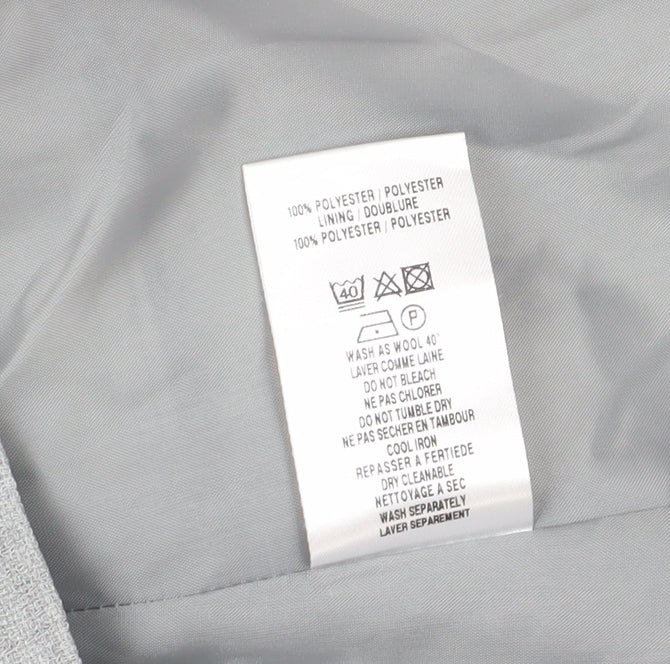 100% POLYESTER / POLYESTER
LINING / DOUBLURE
100% POLYESTER / POLYESTER
40
P
WASH AS WOOL 40°
LAVER COMME LAINE
DO NOT BLEACH
NE PAS CHLORER
DO NOT TUMBLE DRY
NE PAS SECHER EN TAMBOUR
COOL IRON
REPASSER A FERTIEDE
DRY CLEANABLE
NETTOYAGE A SEC
WASH SEPARATELY
LAVER SEPAREMENT